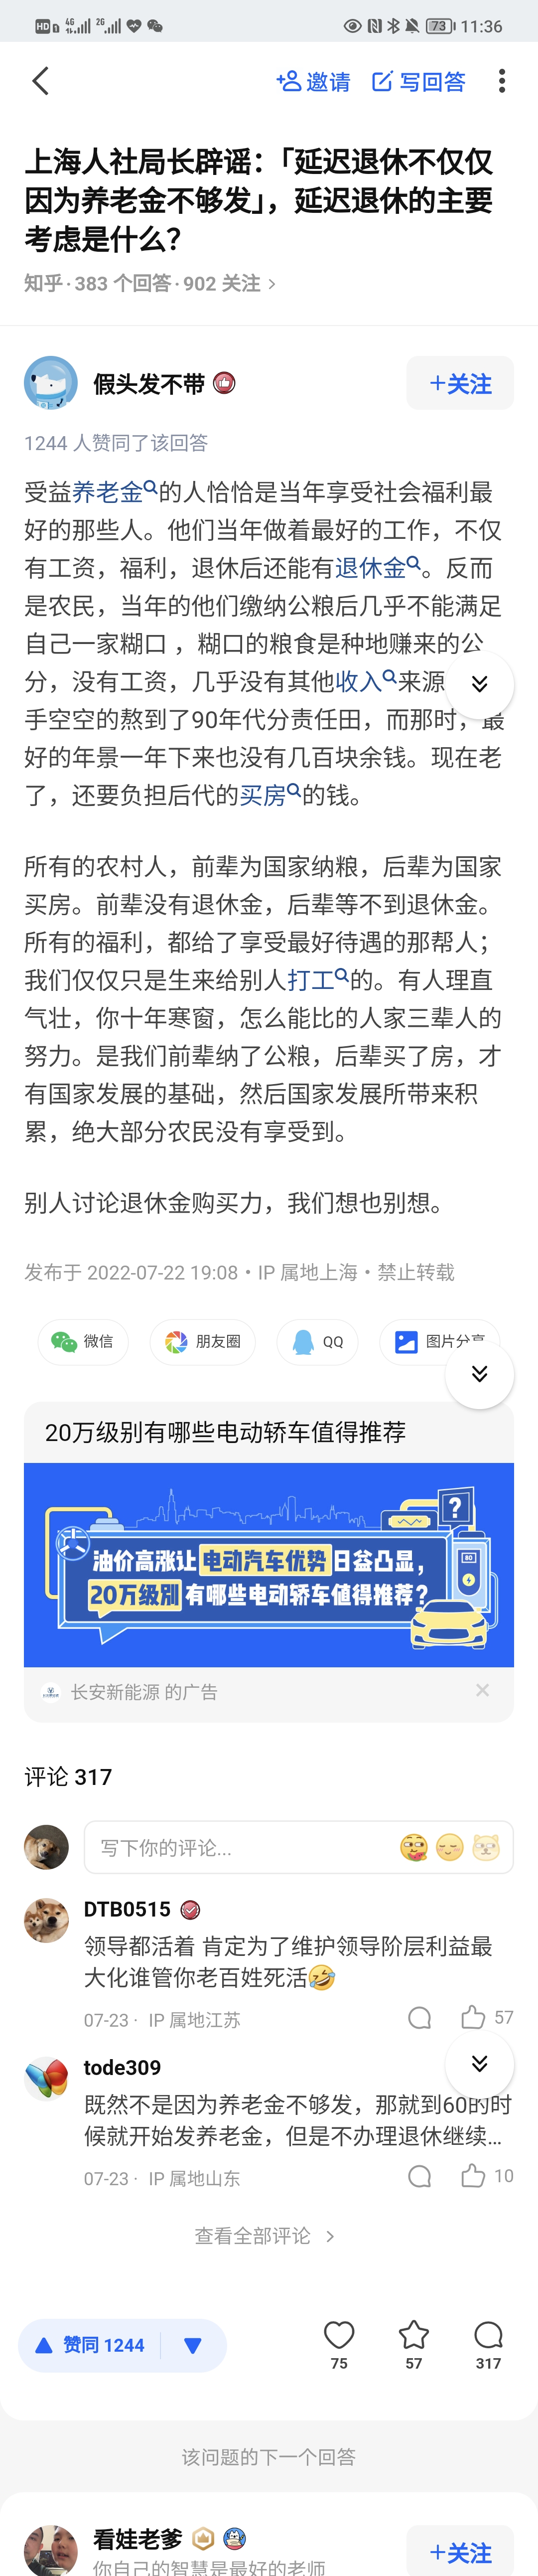 HD 4G 2G 73 11:36
邀请 写回答
上海人社局长辟谣：「延迟退休不仅仅
因为养老金不够发」，延迟退休的主要
考虑是什么？
知乎·383 个回答·902 关注 >
假头发不带
+关注
1244 人赞同了该回答
受益养老金的人恰恰是当年享受社会福利最
好的那些人。他们当年做着最好的工作，不仅
有工资，福利，退休后还能有退休金。反而
是农民，当年的他们缴纳公粮后几乎不能满足
自己一家糊口 ，糊口的粮食是种地赚来的公
分，没有工资，几乎没有其他收入来源
手空空的熬到了90年代分责任田，而那时，最
好的年景一年下来也没有几百块余钱。现在老
了，还要负担后代的买房的钱。
所有的农村人，前辈为国家纳粮，后辈为国家
买房。前辈没有退休金，后辈等不到退休金。
所有的福利，都给了享受最好待遇的那帮人；
我们仅仅只是生来给别人打工的。有人理直
气壮，你十年寒窗，怎么能比的人家三辈人的
努力。是我们前辈纳了公粮，后辈买了房，才
有国家发展的基础，然后国家发展所带来积
累，绝大部分农民没有享受到。
别人讨论退休金购买力，我们想也别想。
发布于 2022-07-22 19:08・IP 属地上海・禁止转载
微信 朋友圈 QQ 图片分享
20万级别有哪些电动轿车值得推荐
油价高涨让电动汽车优势日益凸显，
20万级别有哪些电动轿车值得推荐？
?
80
长安新能源 的广告
评论 317
写下你的评论...
DTB0515
领导都活着 肯定为了维护领导阶层利益最
大化谁管你老百姓死活🤣
07-23 · IP 属地江苏 57
tode309
既然不是因为养老金不够发，那就到60的时
候就开始发养老金，但是不办理退休继续...
07-23 · IP 属地山东 10
查看全部评论 >
赞同 1244
75 57 317
该问题的下一个回答
看娃老爹
+关注
你自己的智慧是最好的老师